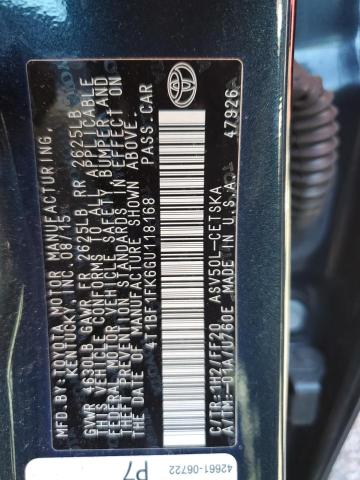 MFD BY:TOYOTA MOTOR MANUFACTURING,
KENTUCKY, INC. 08/15
GVWR 4630LB GAWR FR 2625LB RR 2625LB
THIS VEHICLE CONFORMS TO ALL APPLICABLE
FEDERAL MOTOR VEHICLE SAFETY BUMPER AND
THEFT PREVENTION STANDARDS IN EFFECT ON
THE DATE OF MANUFACTURE SHOWN ABOVE.
4T1BF1FK6GU118168 PASS.CAR
C/TR:1H2/FF20 ASV50L-CETSKA
A/TM:-01A/U760E MADE IN U.S.A. 47926
42661-06722
P7